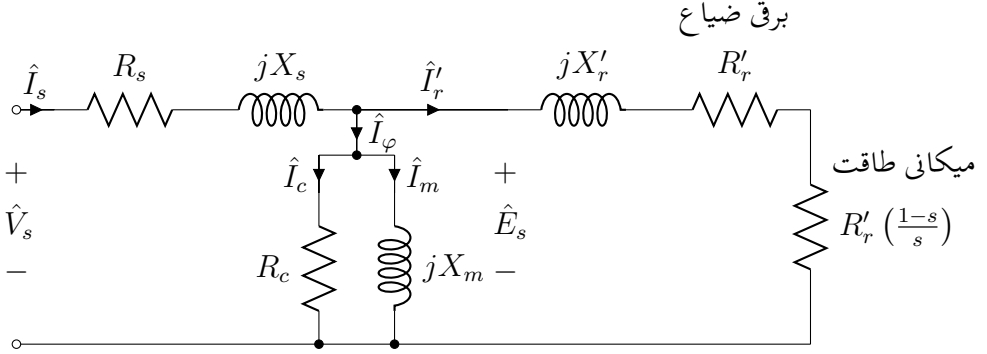 برقی ضیاع
R_s
jX_s
Î_s
Î′_r
jX′_r
R′_r
Î_φ
Î_c
Î_m
میکانی طاقت
+
V̂_s
−
R_c
jX_m
+
Ê_s
−
R′_r (1−s/s)